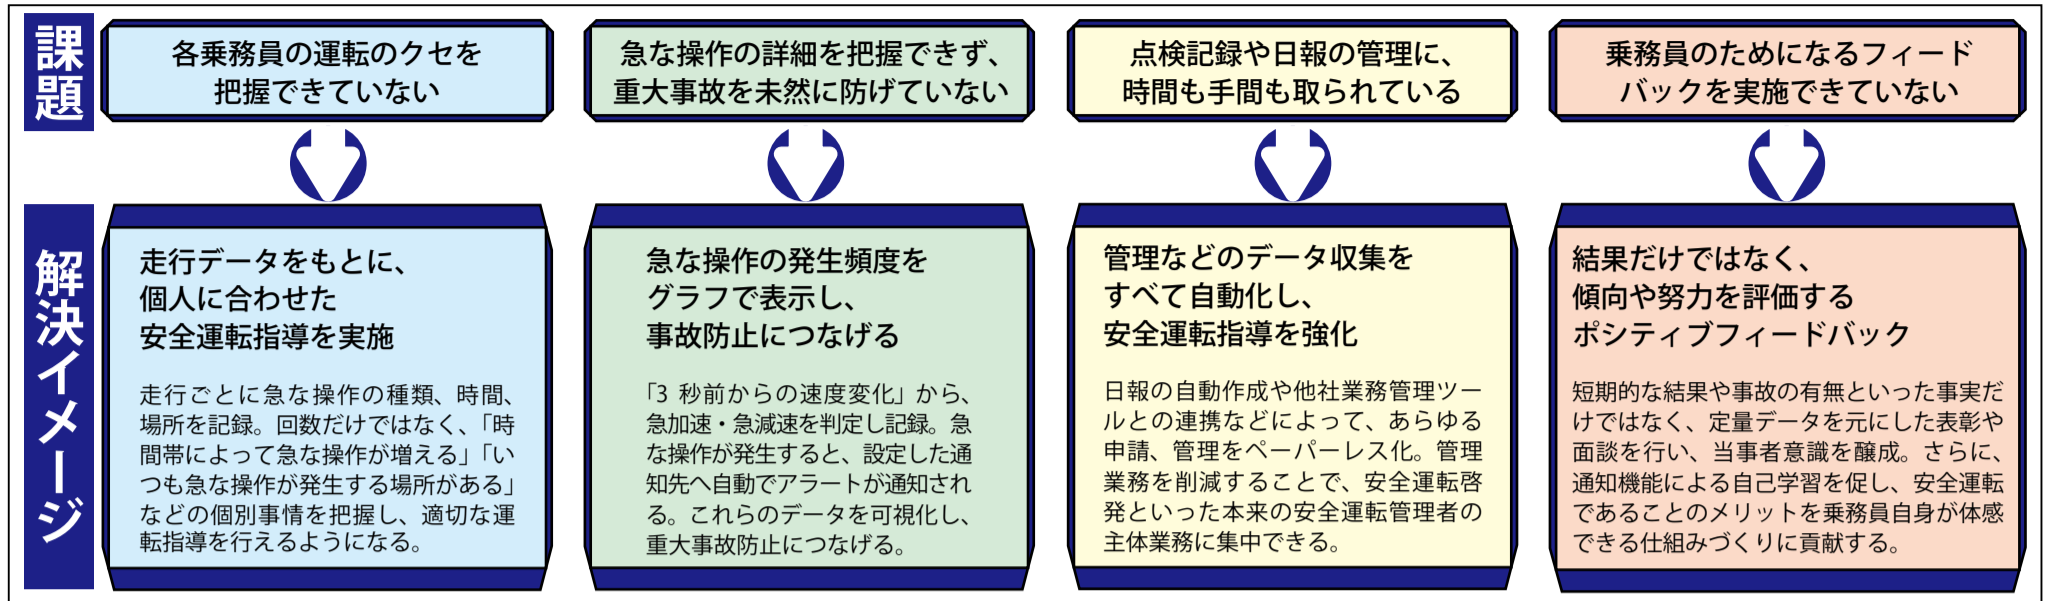 課題
各乗務員の運転のクセを
把握できていない
急な操作の詳細を把握できず、
重大事故を未然に防げていない
点検記録や日報の管理に、
時間も手間も取られている
乗務員のためになるフィード
バックを実施できていない
解決イメージ
走行データをもとに、
個人に合わせた
安全運転指導を実施
走行ごとに急な操作の種類、時間、
場所を記録。回数だけではなく、「時
間帯によって急な操作が増える」「い
つも急な操作が発生する場所がある」
などの個別事情を把握し、適切な運
転指導を行えるようになる。
急な操作の発生頻度を
グラフで表示し、
事故防止につなげる
「3 秒前からの速度変化」から、
急加速・急減速を判定し記録。急
な操作が発生すると、設定した通
知先へ自動でアラートが通知され
る。これらのデータを可視化し、
重大事故防止につなげる。
管理などのデータ収集を
すべて自動化し、
安全運転指導を強化
日報の自動作成や他社業務管理ツー
ルとの連携などによって、あらゆる
申請、管理をペーパーレス化。管理
業務を削減することで、安全運転啓
発といった本来の安全運転管理者の
主体業務に集中できる。
結果だけではなく、
傾向や努力を評価する
ポシティブフィードバック
短期的な結果や事故の有無といった事実だ
けではなく、定量データを元にした表彰や
面談を行い、当事者意識を醸成。さらに、
通知機能による自己学習を促し、安全運転
であることのメリットを乗務員自身が体感
できる仕組みづくりに貢献する。